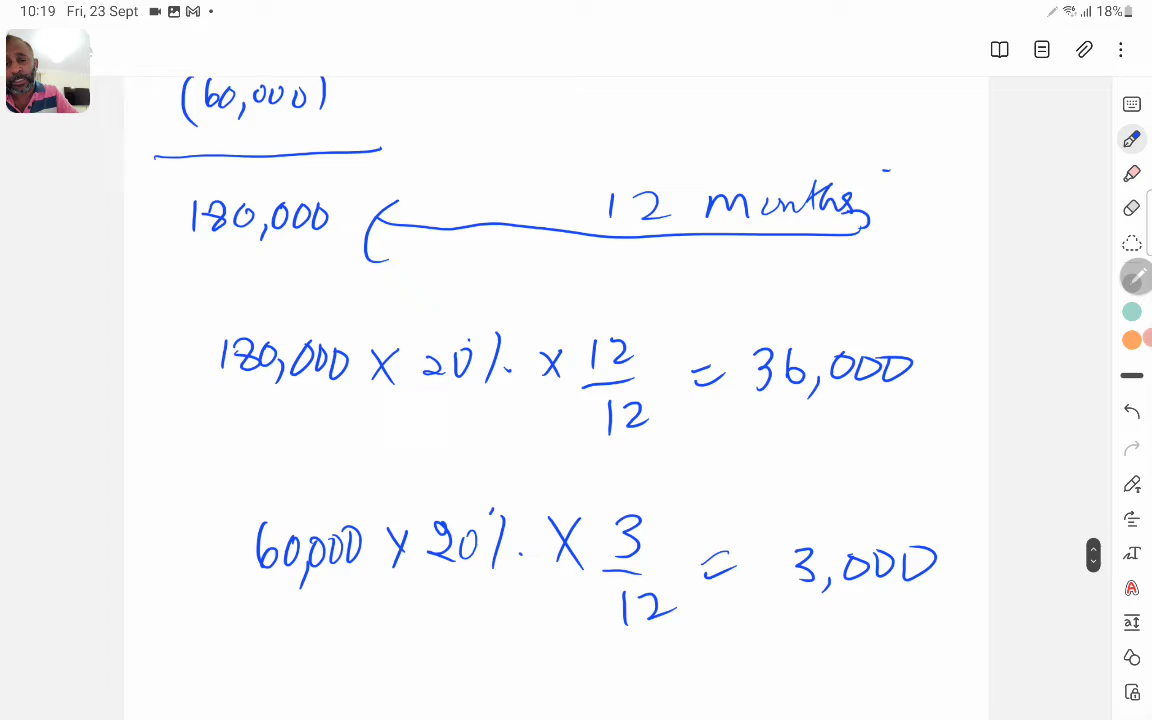 10:19 Fri, 23 Sept 18%
(60,000)
180,000 12 months
180,000 X 20% x 12/12 = 36,000
60,000 x 20% X 3/12 = 3,000